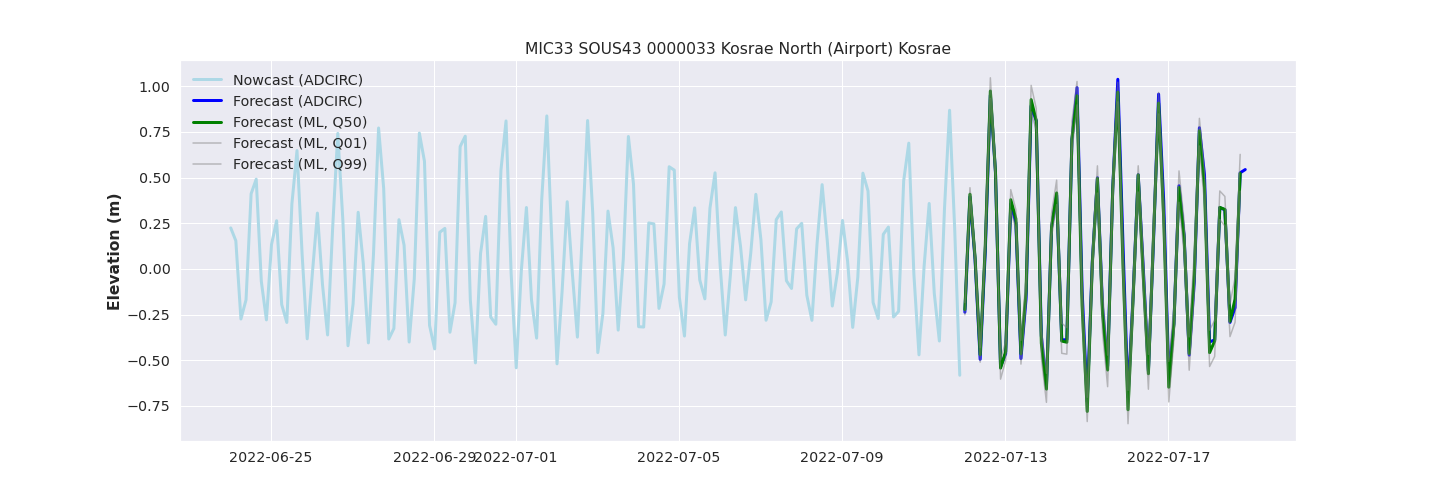 MIC33 SOUS43 0000033 Kosrae North (Airport) Kosrae
Nowcast (ADCIRC)
Forecast (ADCIRC)
Forecast (ML, Q50)
Forecast (ML, Q01)
Forecast (ML, Q99)
Elevation (m)
1.00
0.75
0.50
0.25
0.00
−0.25
−0.50
−0.75
2022-06-25 2022-06-29 2022-07-01 2022-07-05 2022-07-09 2022-07-13 2022-07-17